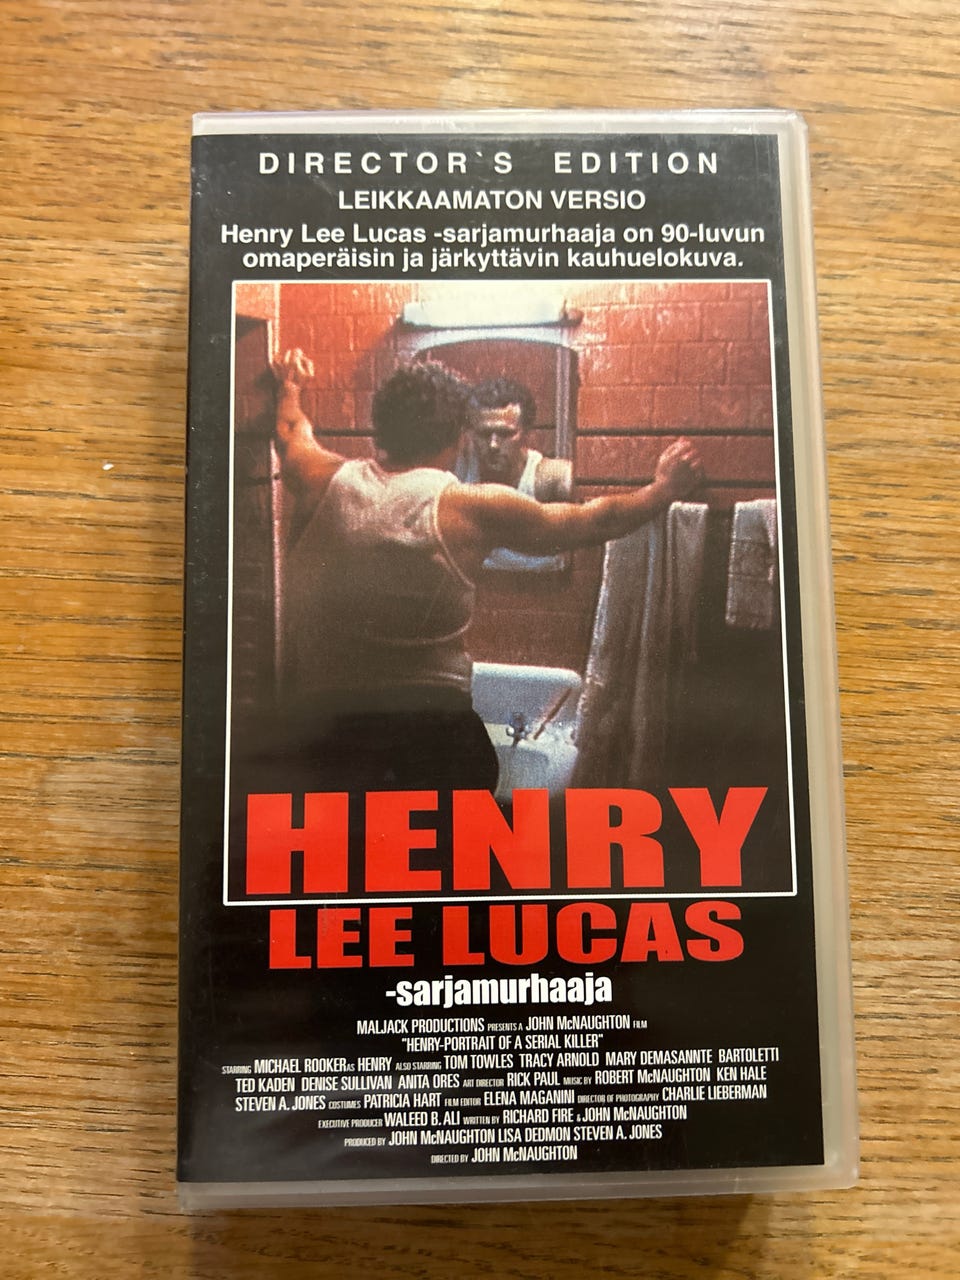 DIRECTOR`S EDITION
LEIKKAAMATON VERSIO
Henry Lee Lucas -sarjamurhaaja on 90-luvun
omaperäisin ja järkyttävin kauhuelokuva.
HENRY
LEE LUCAS
-sarjamurhaaja
MALJACK PRODUCTIONS PRESENTS A JOHN McNAUGHTON FILM
"HENRY-PORTRAIT OF A SERIAL KILLER"
STARRING MICHAEL ROOKER AS HENRY ALSO STARRING TOM TOWLES TRACY ARNOLD MARY DEMASANNTE BARTOLETTI
TED KADEN DENISE SULLIVAN ANITA ORES ART DIRECTOR RICK PAUL MUSIC BY ROBERT McNAUGHTON KEN HALE
STEVEN A. JONES COSTUMES PATRICIA HART FILM EDITOR ELENA MAGANINI DIRECTOR OF PHOTOGRAPHY CHARLIE LIEBERMAN
EXECUTIVE PRODUCER WALEED B. ALI WRITTEN BY RICHARD FIRE & JOHN McNAUGHTON
PRODUCED BY JOHN McNAUGHTON LISA DEDMON STEVEN A. JONES
DIRECTED BY JOHN McNAUGHTON